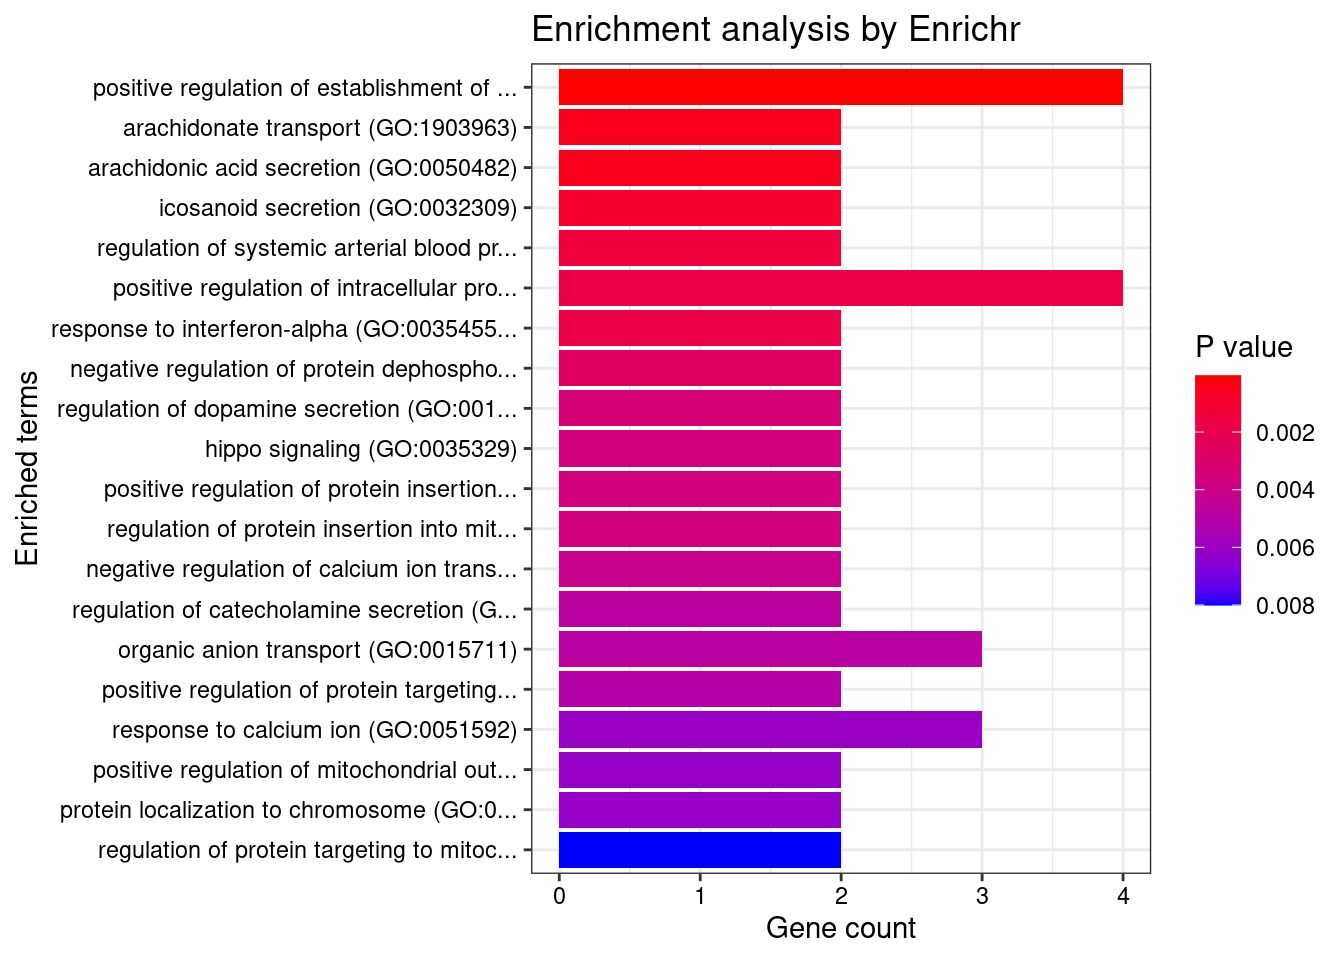 Enrichment analysis by Enrichr
positive regulation of establishment of ...
arachidonate transport (GO:1903963)
arachidonic acid secretion (GO:0050482)
icosanoid secretion (GO:0032309)
regulation of systemic arterial blood pr...
positive regulation of intracellular pro...
response to interferon-alpha (GO:0035455...
negative regulation of protein dephospho...
regulation of dopamine secretion (GO:001...
hippo signaling (GO:0035329)
positive regulation of protein insertion...
regulation of protein insertion into mit...
negative regulation of calcium ion trans...
regulation of catecholamine secretion (G...
organic anion transport (GO:0015711)
positive regulation of protein targeting...
response to calcium ion (GO:0051592)
positive regulation of mitochondrial out...
protein localization to chromosome (GO:0...
regulation of protein targeting to mitoc...
Enriched terms
0 1 2 3 4
Gene count
P value
0.002
0.004
0.006
0.008